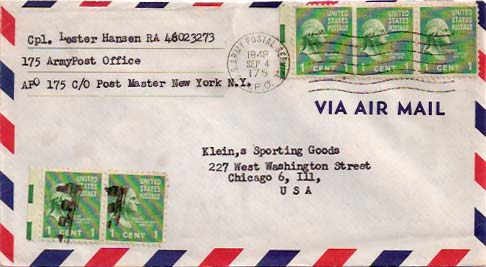 Cpl. Lester Hansen RA 48023273
175 ArmyPost Office
APO 175 C/O Post Master New York N.Y.
U.S. ARMY POSTAL SERVICE
1948
SEP 4
175
A.P.O.
UNITED STATES POSTAGE
1 CENT 1
UNITED STATES POSTAGE
1 CENT 1
UNITED STATES POSTAGE
1 CENT 1
VIA AIR MAIL
Klein,s Sporting Goods
227 West Washington Street
Chicago 6, Ill,
U S A
UNITED STATES POSTAGE
1 CENT 1
UNITED STATES POSTAGE
1 CENT 1